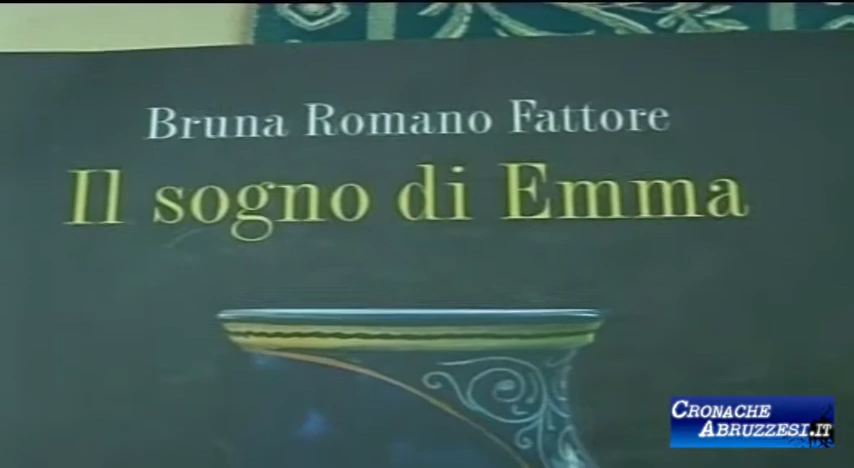 Bruna Romano Fattore
Il sogno di Emma
CRONACHE
ABRUZZESI.IT